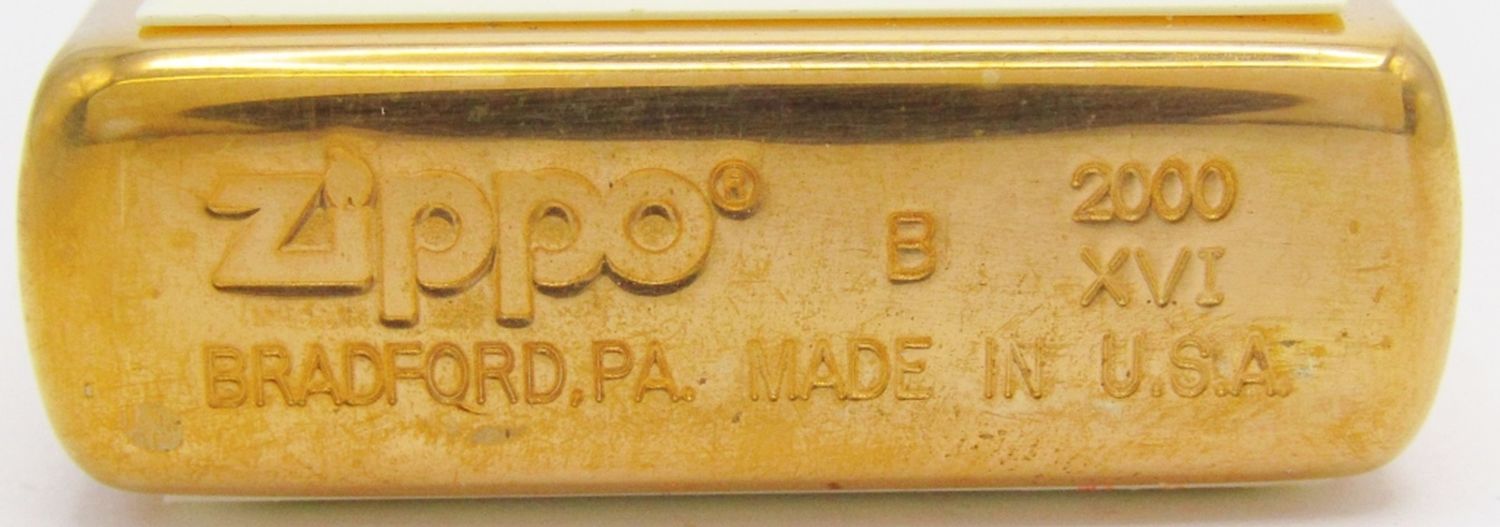 Zippo® B 2000
XVI
BRADFORD,PA. MADE IN U.S.A.